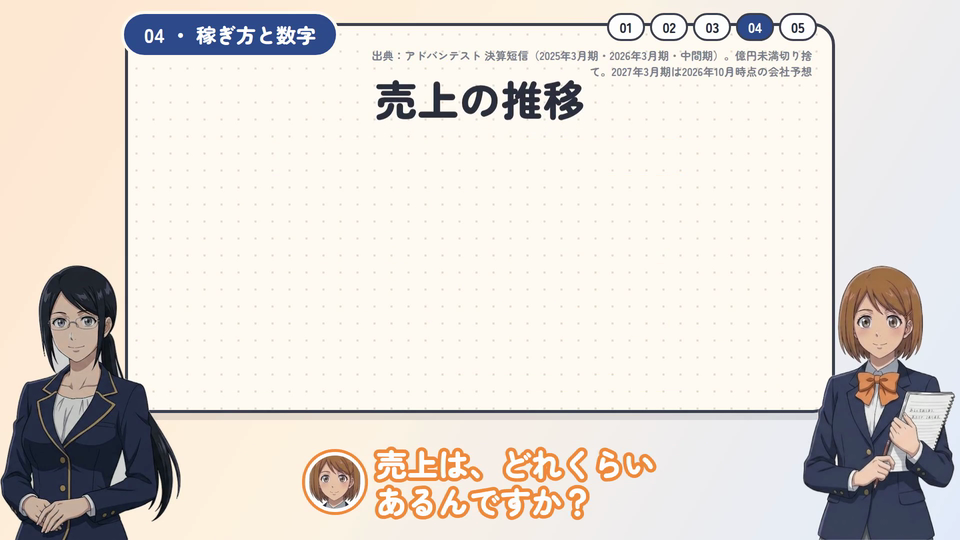 04 ・ 稼ぎ方と数字
01 02 03 04 05
出典：アドバンテスト 決算短信（2025年3月期・2026年3月期・中間期）。億円未満切り捨
て。2027年3月期は2026年10月時点の会社予想
売上の推移
売上は、どれくらい
あるんですか？